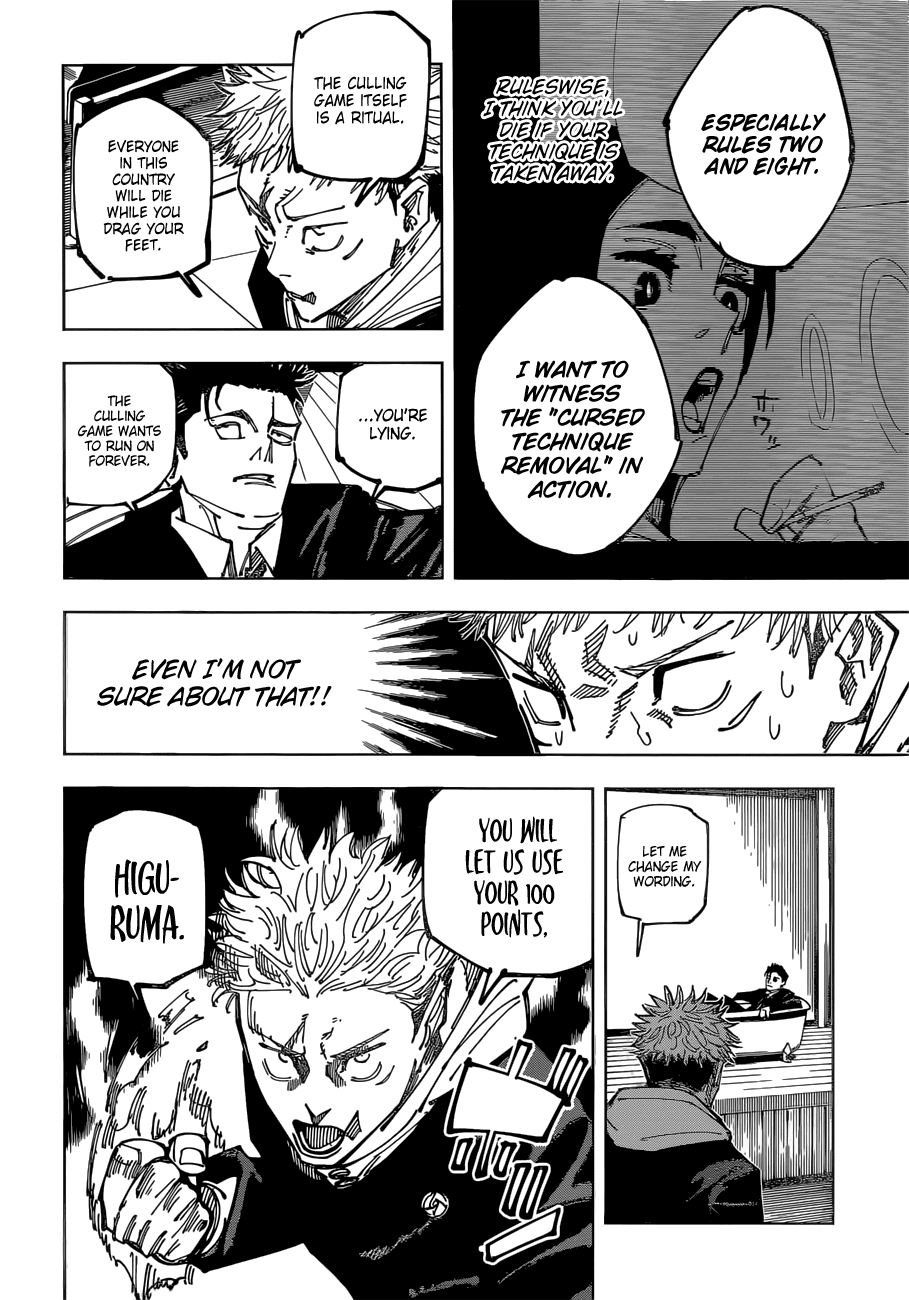 ESPECIALLY
RULES TWO
AND EIGHT.
RULESWISE,
I THINK YOU'LL
DIE IF YOUR
TECHNIQUE IS
TAKEN AWAY.
I WANT TO
WITNESS
THE "CURSED
TECHNIQUE
REMOVAL" IN
ACTION.
THE CULLING
GAME ITSELF
IS A RITUAL.
EVERYONE
IN THIS
COUNTRY
WILL DIE
WHILE YOU
DRAG YOUR
FEET.
...YOU'RE
LYING.
THE
CULLING
GAME WANTS
TO RUN ON
FOREVER.
EVEN I'M NOT
SURE ABOUT THAT!!
LET ME
CHANGE MY
WORDING.
YOU WILL
LET US USE
YOUR 100
POINTS,
HIGU-
RUMA.